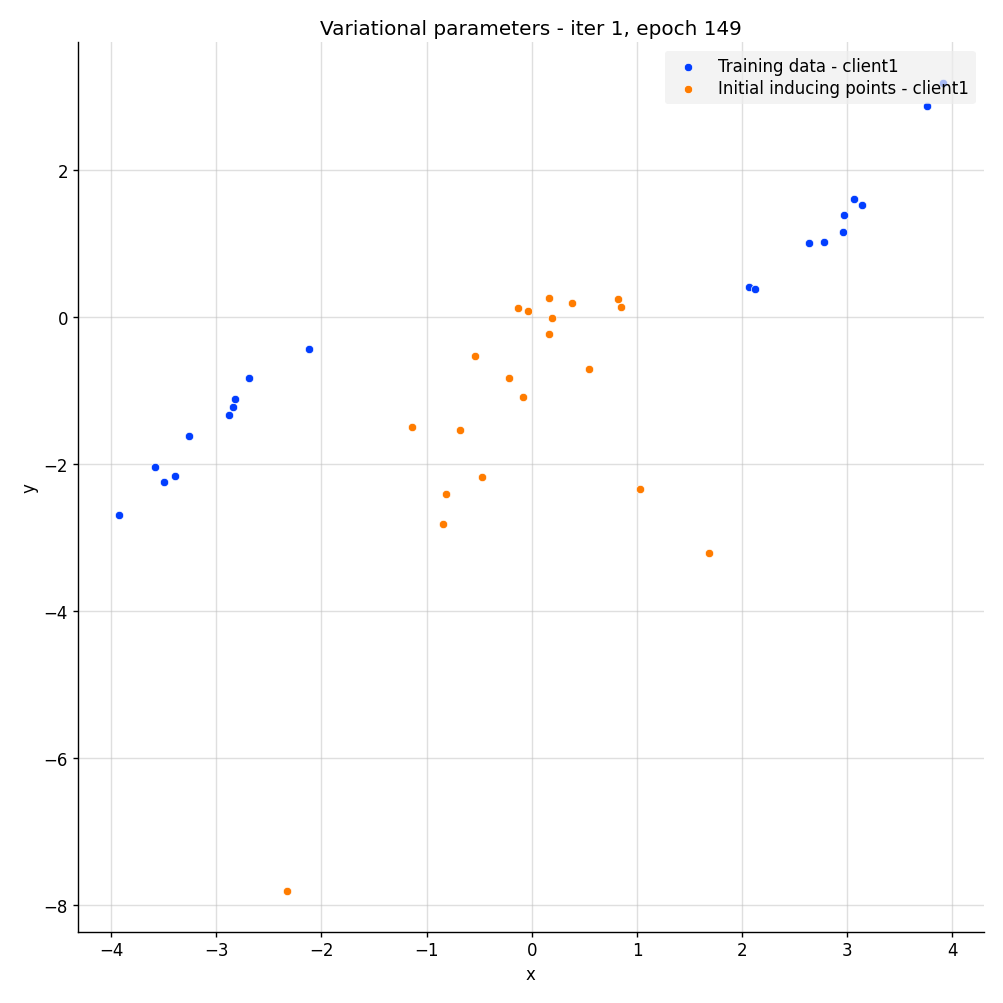 Variational parameters - iter 1, epoch 149
Training data - client1
Initial inducing points - client1
2
0
−2
−4
−6
−8
y
−4 −3 −2 −1 0 1 2 3 4
x